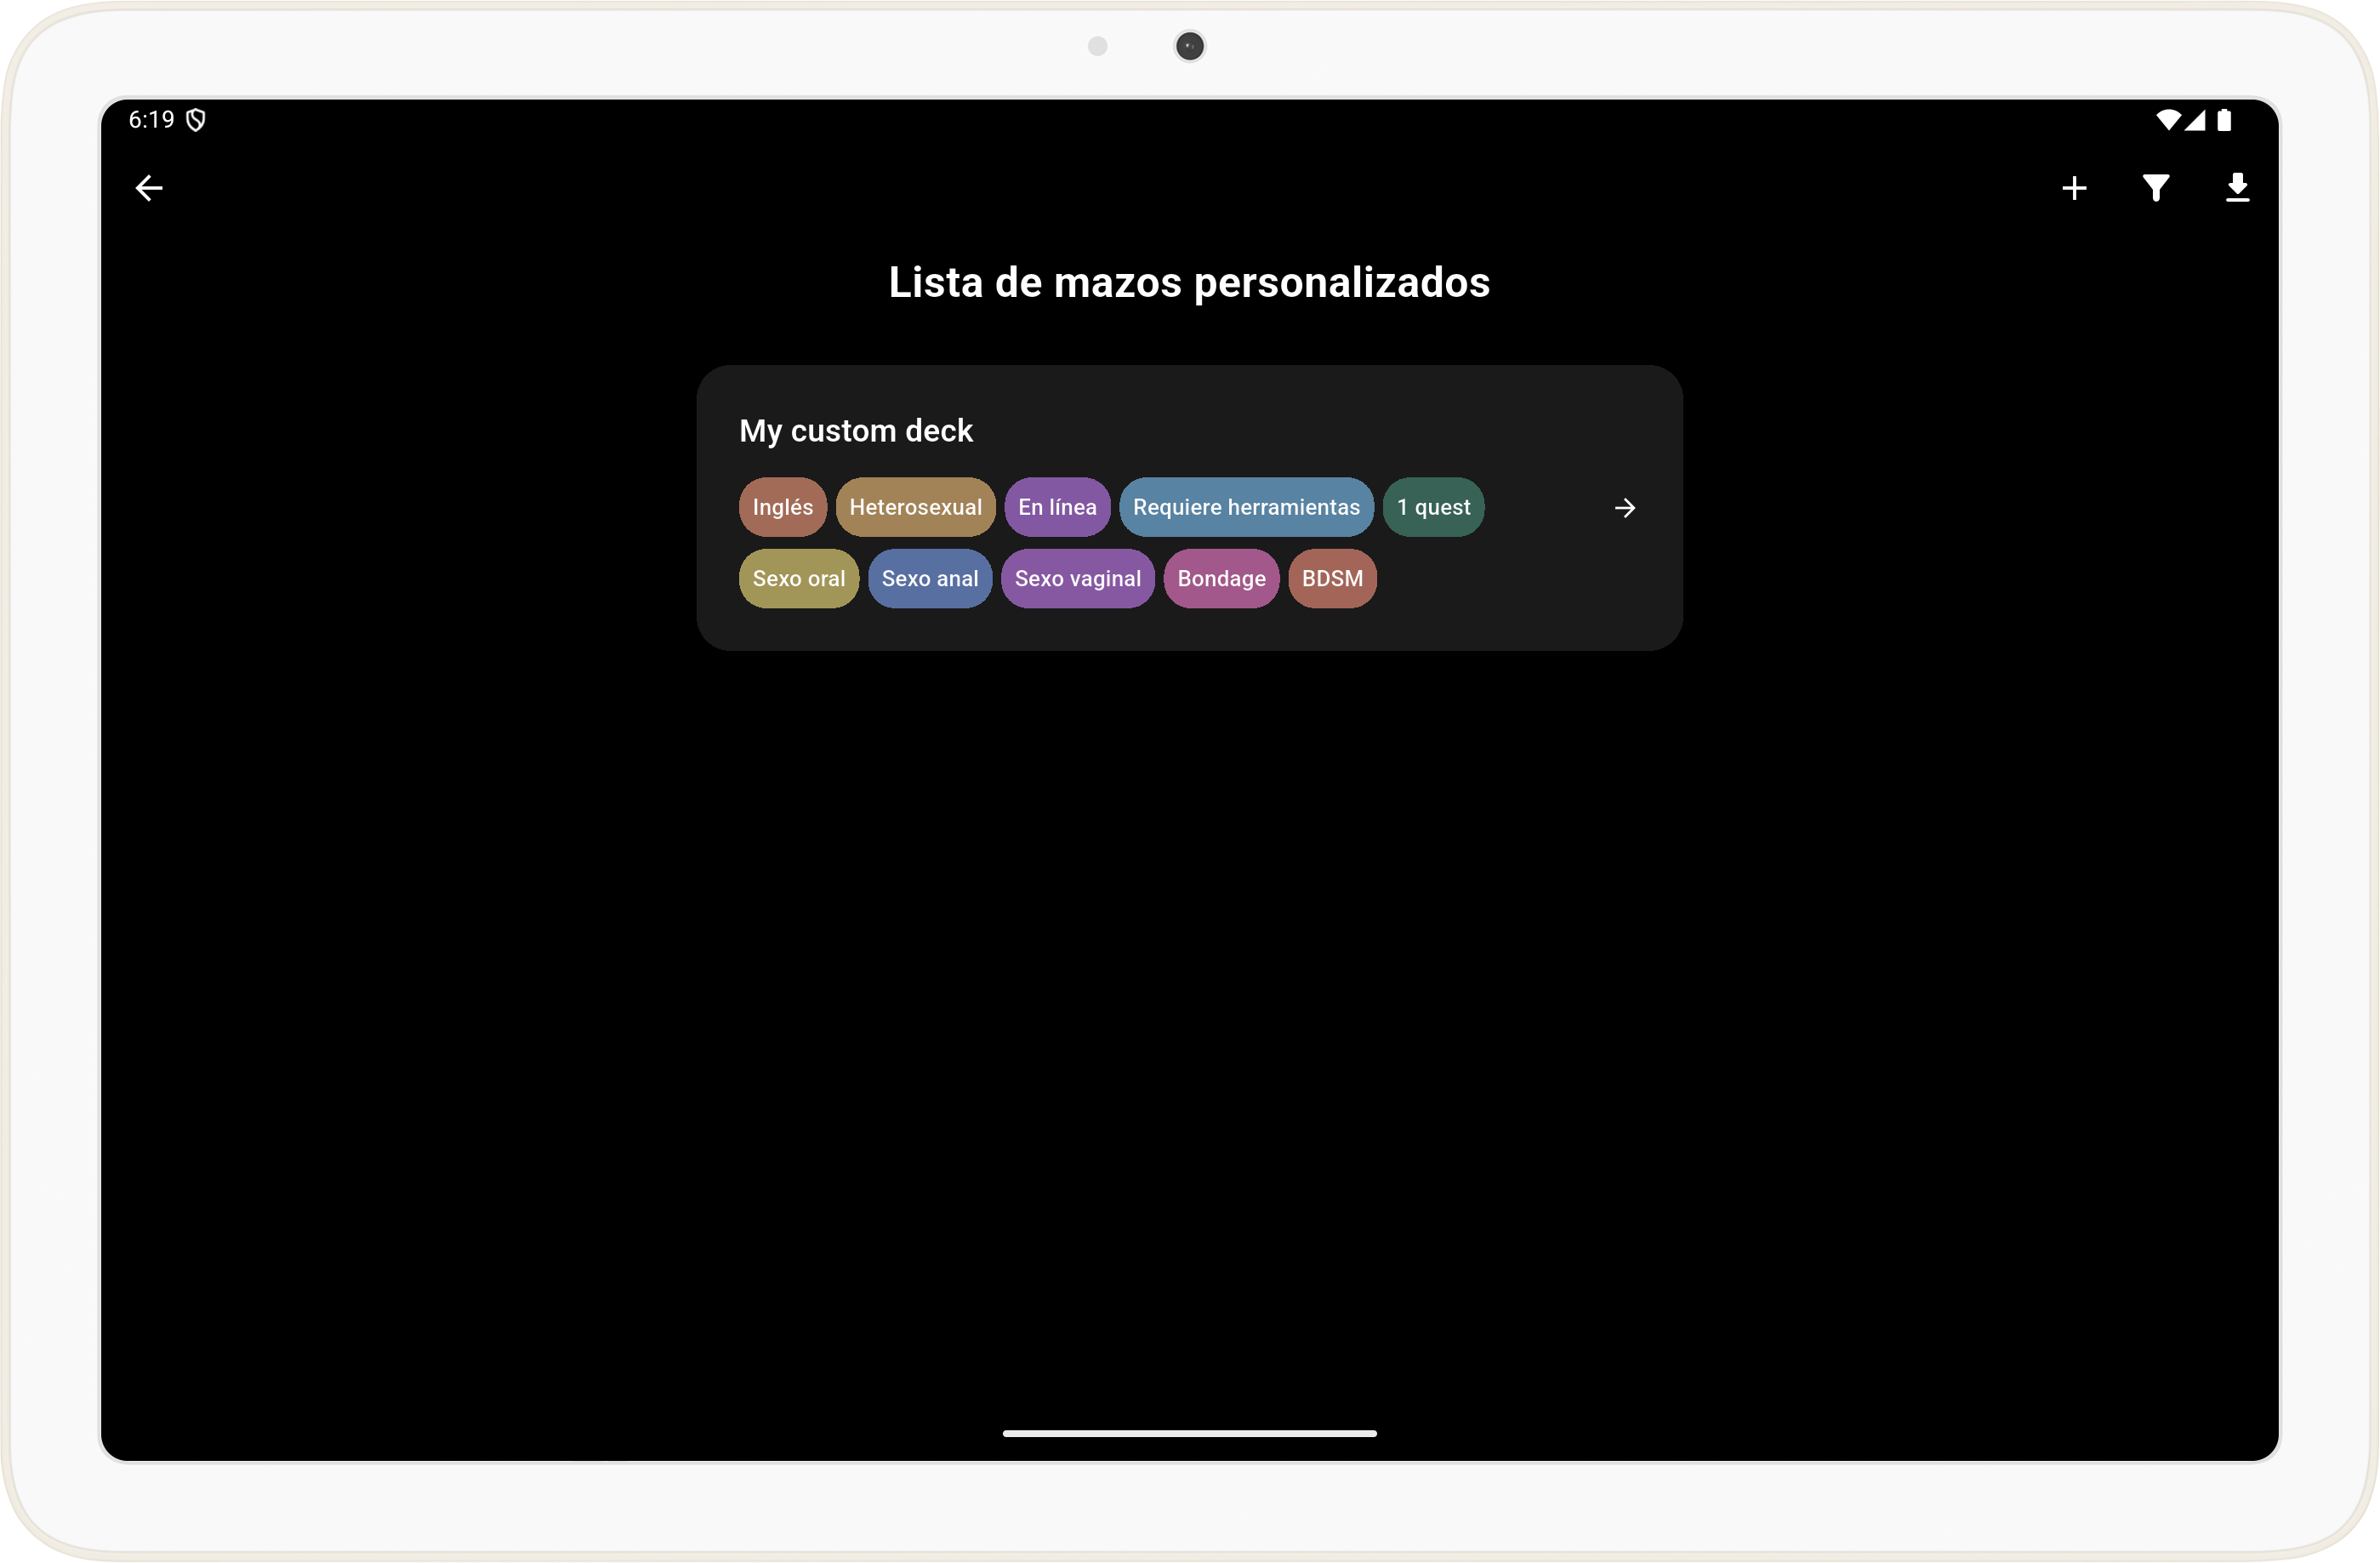 6:19
Lista de mazos personalizados
My custom deck
Inglés Heterosexual En línea Requiere herramientas 1 quest
Sexo oral Sexo anal Sexo vaginal Bondage BDSM